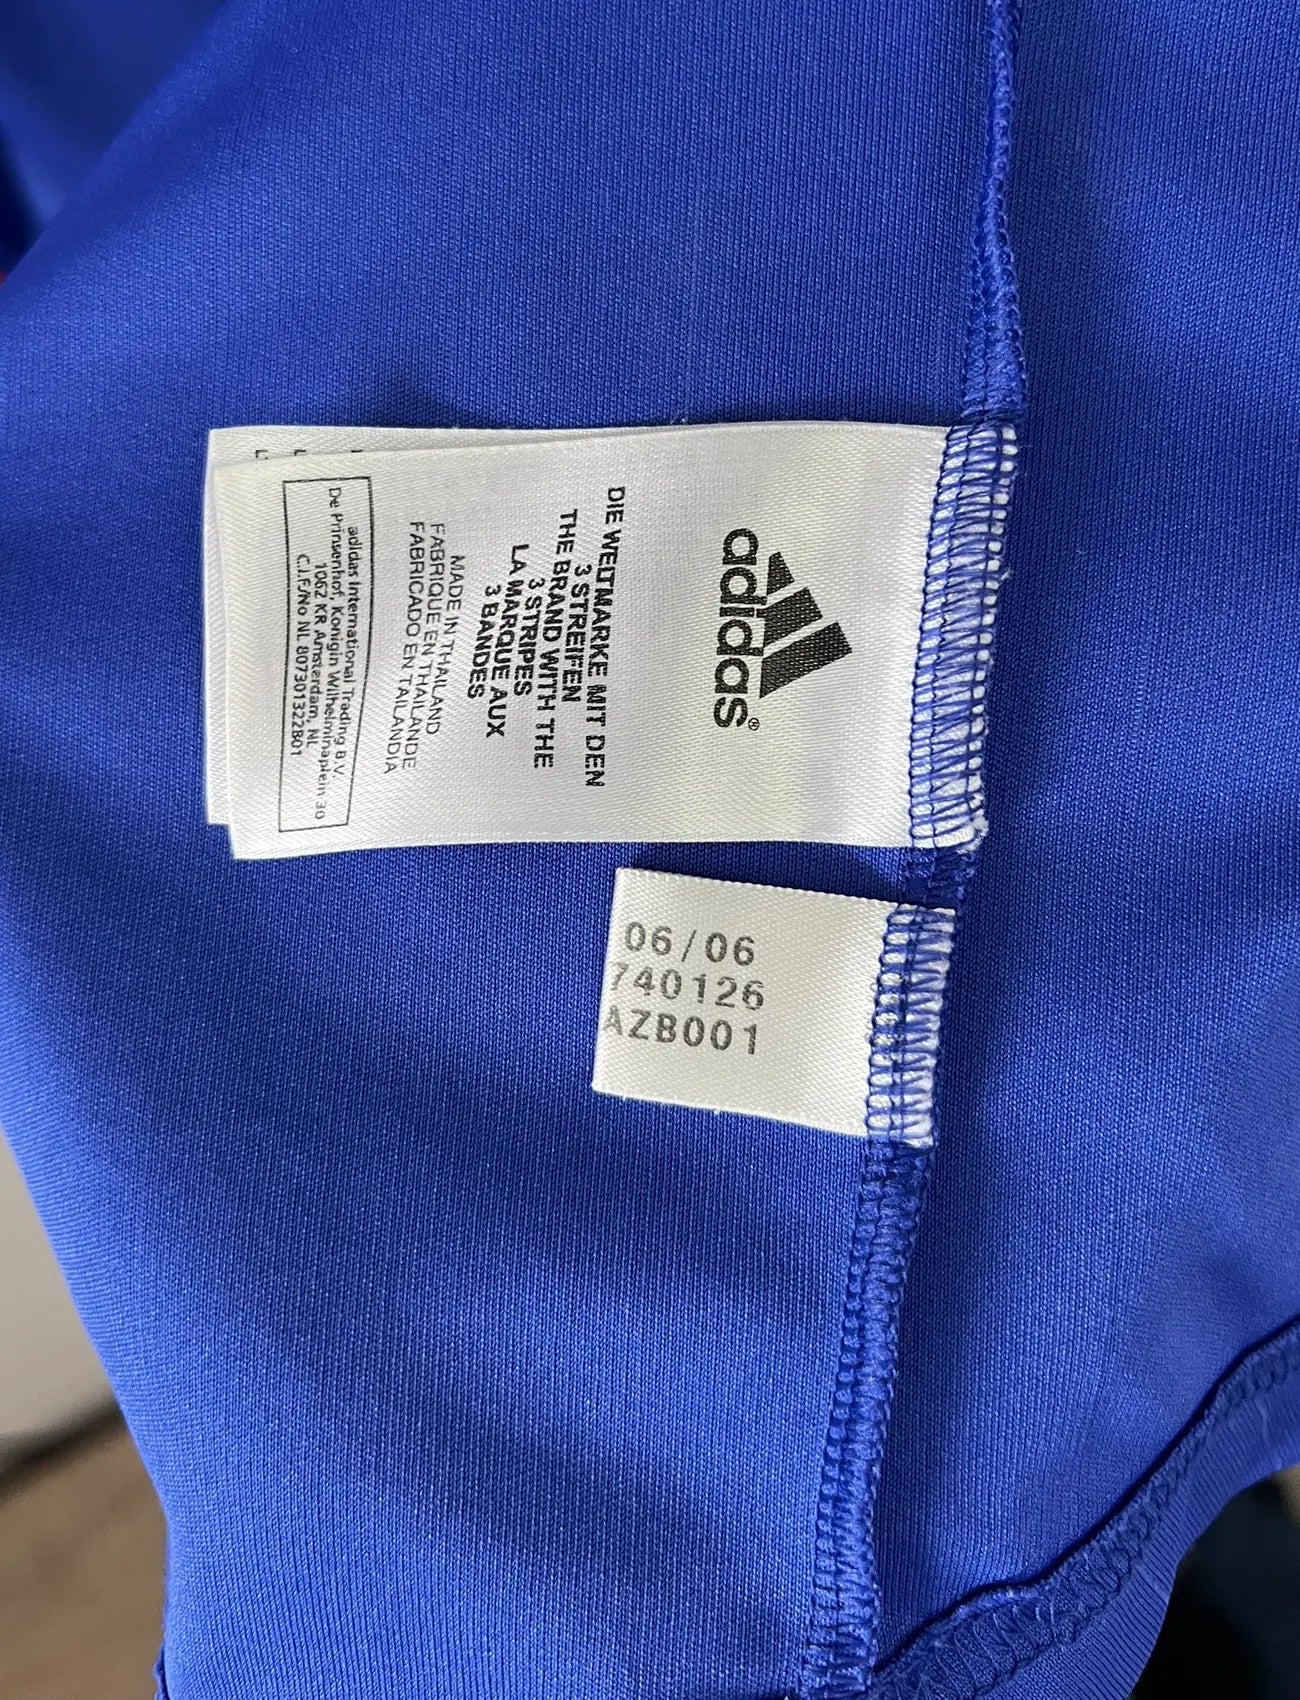 adidas®
DIE WELTMARKE MIT DEN
3 STREIFEN
THE BRAND WITH THE
3 STRIPES
LA MARQUE AUX
3 BANDES
MADE IN THAILAND
FABRIQUE EN THAILANDE
FABRICADO EN TAILANDIA
adidas International Trading B.V.
De Prinsenhof, Konigin Wilhelminaplein 30
1062 KR Amsterdam, NL
C.I.F/No NL 807301322B01
06/06
740126
AZB001